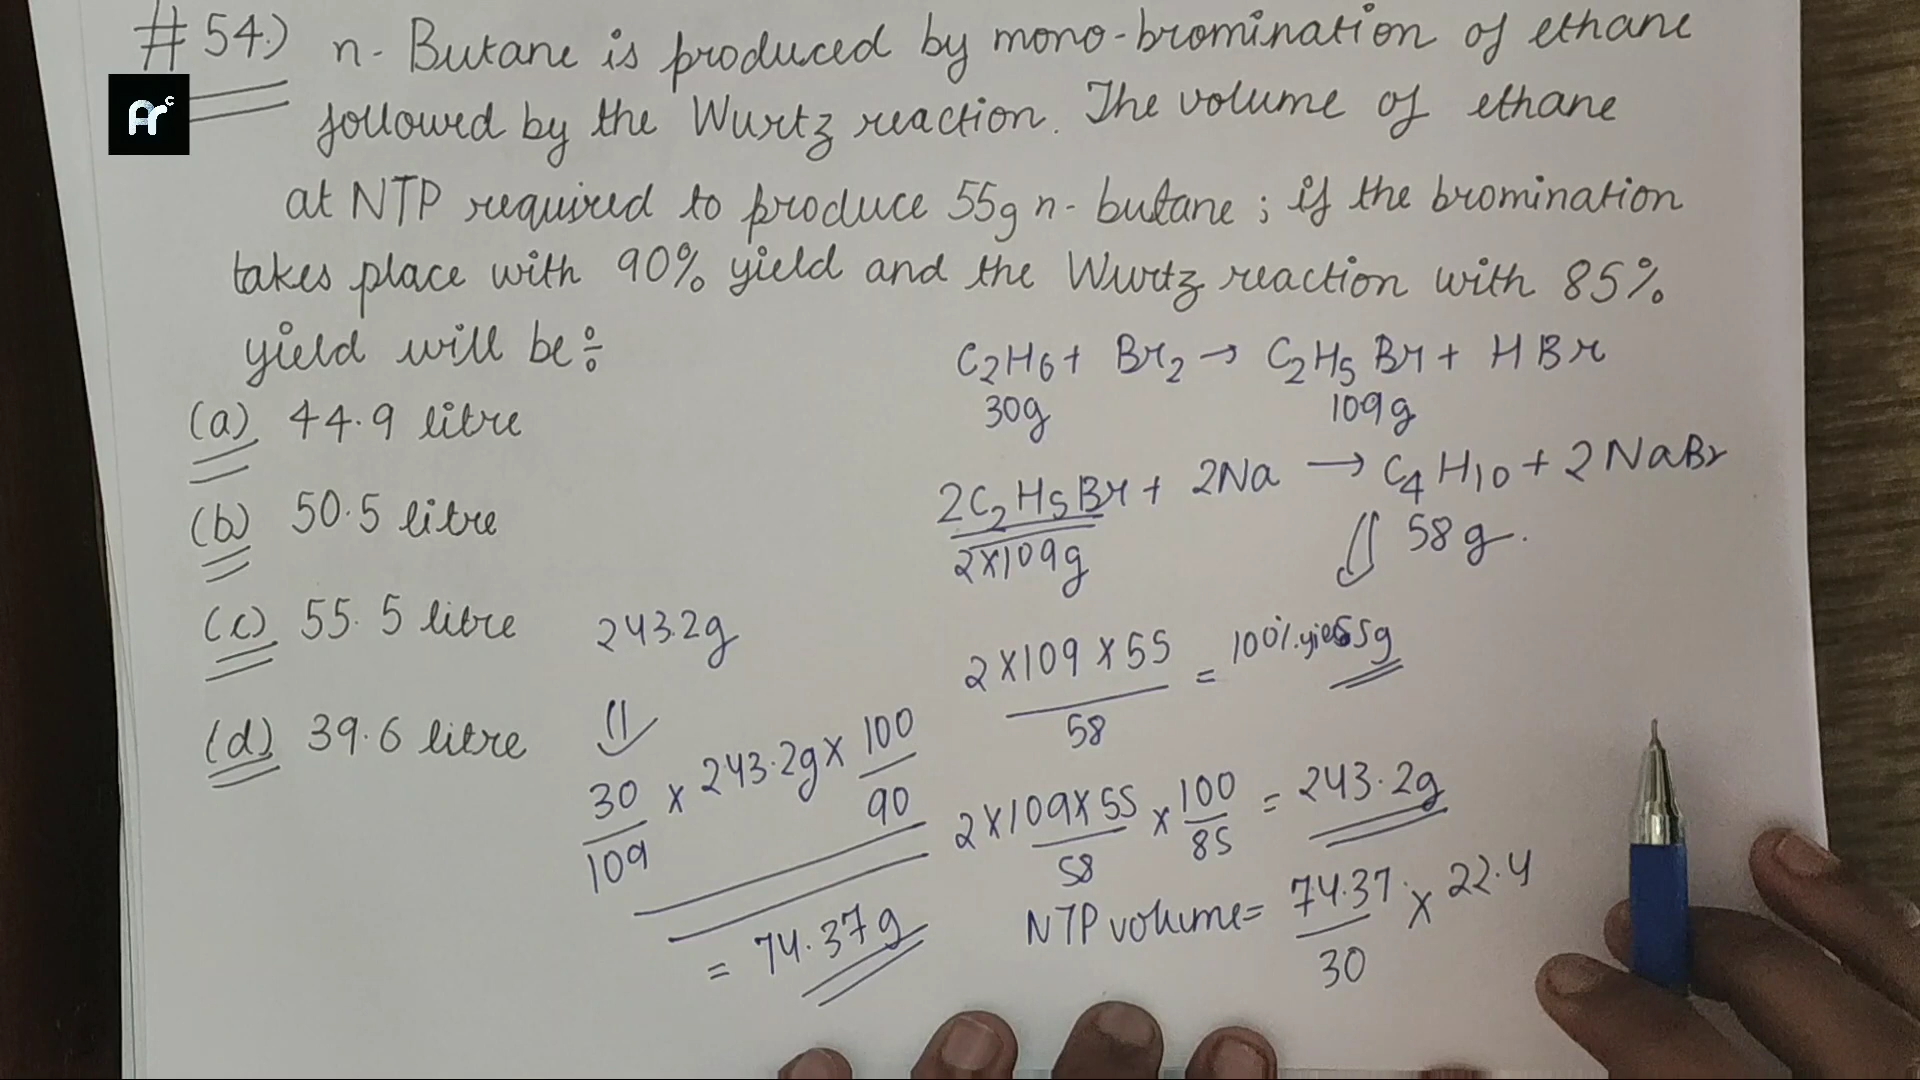 #54.) n-Butane is produced by mono-bromination of ethane
followed by the Wurtz reaction. The volume of ethane
at NTP required to produce 55g n-butane ; if the bromination
takes place with 90% yield and the Wurtz reaction with 85%
yield will be:
(a) 44.9 litre
(b) 50.5 litre
(c) 55.5 litre
(d) 39.6 litre
C2H6 + Br2 → C2H5Br + HBr
30g 109g
2C2H5Br + 2Na → C4H10 + 2NaBr
2×109g 58g.
2×109×55/58 = 100%. 55g
2×109×55/58 × 100/85 = 243.2g
243.2g
30/109 × 243.2g × 100/90
= 74.37g
NTP volume = 74.37/30 × 22.4
Ar c